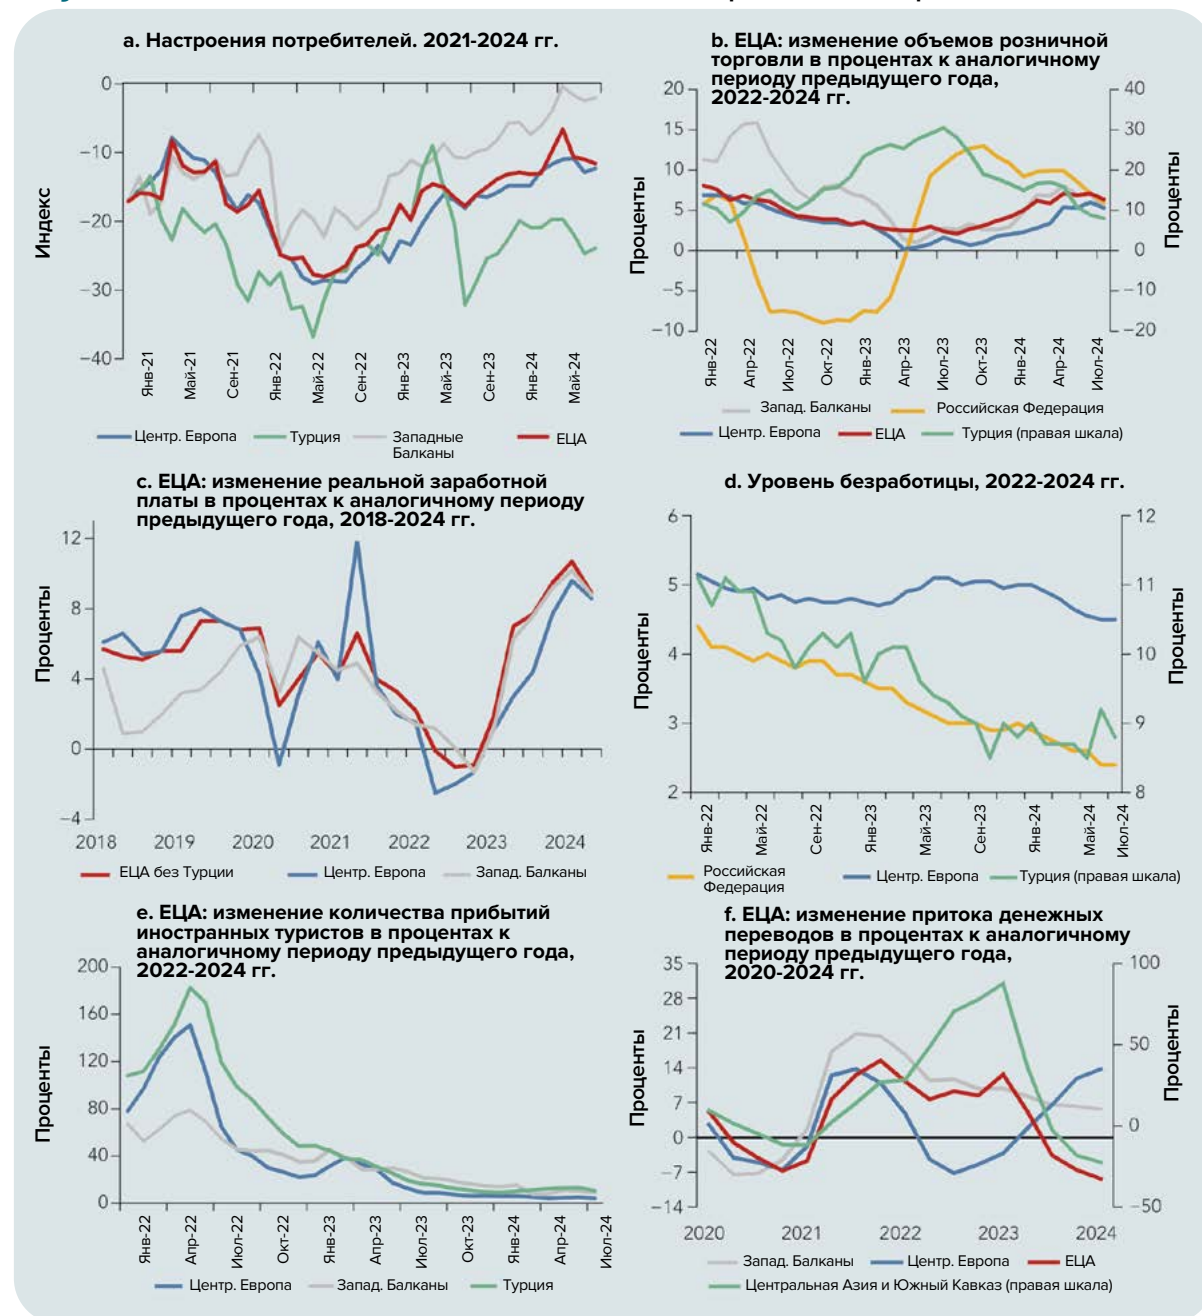 a. Настроения потребителей. 2021-2024 гг.
0
−10
−20
−30
−40
Индекс
Янв-21
Май-21
Сен-21
Янв-22
Май-22
Сен-22
Янв-23
Май-23
Сен-23
Янв-24
Май-24
Центр. Европа
Турция
Западные
Балканы
ЕЦА
b. ЕЦА: изменение объемов розничной
торговли в процентах к аналогичному
периоду предыдущего года,
2022-2024 гг.
20
15
10
5
0
−5
−10
Проценты
40
30
20
10
0
−10
−20
Проценты
Янв-22
Апр-22
Июл-22
Окт-22
Янв-23
Апр-23
Июл-23
Окт-23
Янв-24
Апр-24
Июл-24
Запад. Балканы
Российская Федерация
Центр. Европа
ЕЦА
Турция (правая шкала)
c. ЕЦА: изменение реальной заработной
платы в процентах к аналогичному периоду
предыдущего года, 2018-2024 гг.
12
8
4
0
−4
Проценты
2018
2019
2020
2021
2022
2023
2024
ЕЦА без Турции
Центр. Европа
Запад. Балканы
d. Уровень безработицы, 2022-2024 гг.
6
5
4
3
2
Проценты
12
11
10
9
8
Проценты
Янв-22
Май-22
Сен-22
Янв-23
Май-23
Сен-23
Янв-24
Май-24
Июл-24
Российская
Федерация
Центр. Европа
Турция (правая шкала)
e. ЕЦА: изменение количества прибытий
иностранных туристов в процентах к
аналогичному периоду предыдущего года,
2022-2024 гг.
200
160
120
80
40
0
Проценты
Янв-22
Апр-22
Июл-22
Окт-22
Янв-23
Апр-23
Июл-23
Окт-23
Янв-24
Апр-24
Июл-24
Центр. Европа
Запад. Балканы
Турция
f. ЕЦА: изменение притока денежных
переводов в процентах к аналогичному
периоду предыдущего года,
2020-2024 гг.
35
28
21
14
7
0
−7
−14
Проценты
100
50
0
−50
Проценты
2020
2021
2022
2023
2024
Запад. Балканы
Центр. Европа
ЕЦА
Центральная Азия и Южный Кавказ (правая шкала)